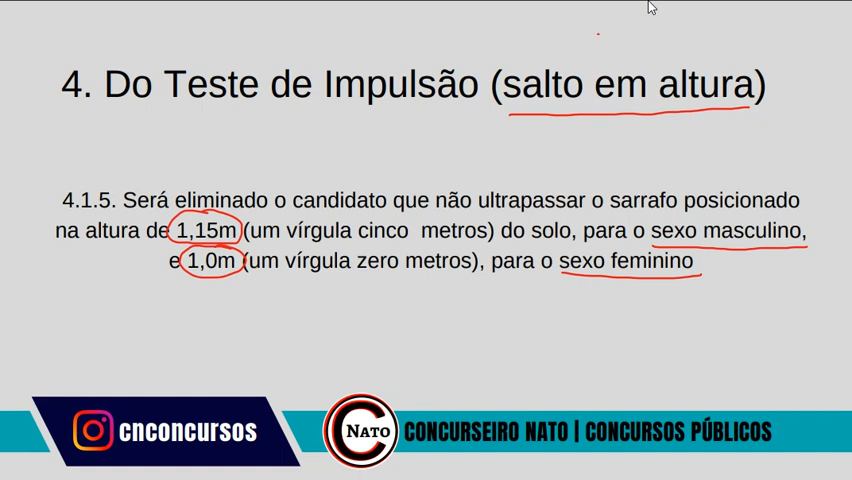 4. Do Teste de Impulsão (salto em altura)
4.1.5. Será eliminado o candidato que não ultrapassar o sarrafo posicionado
na altura de 1,15m (um vírgula cinco metros) do solo, para o sexo masculino,
e 1,0m (um vírgula zero metros), para o sexo feminino
cnconcursos
C NATO
CONCURSEIRO NATO | CONCURSOS PÚBLICOS